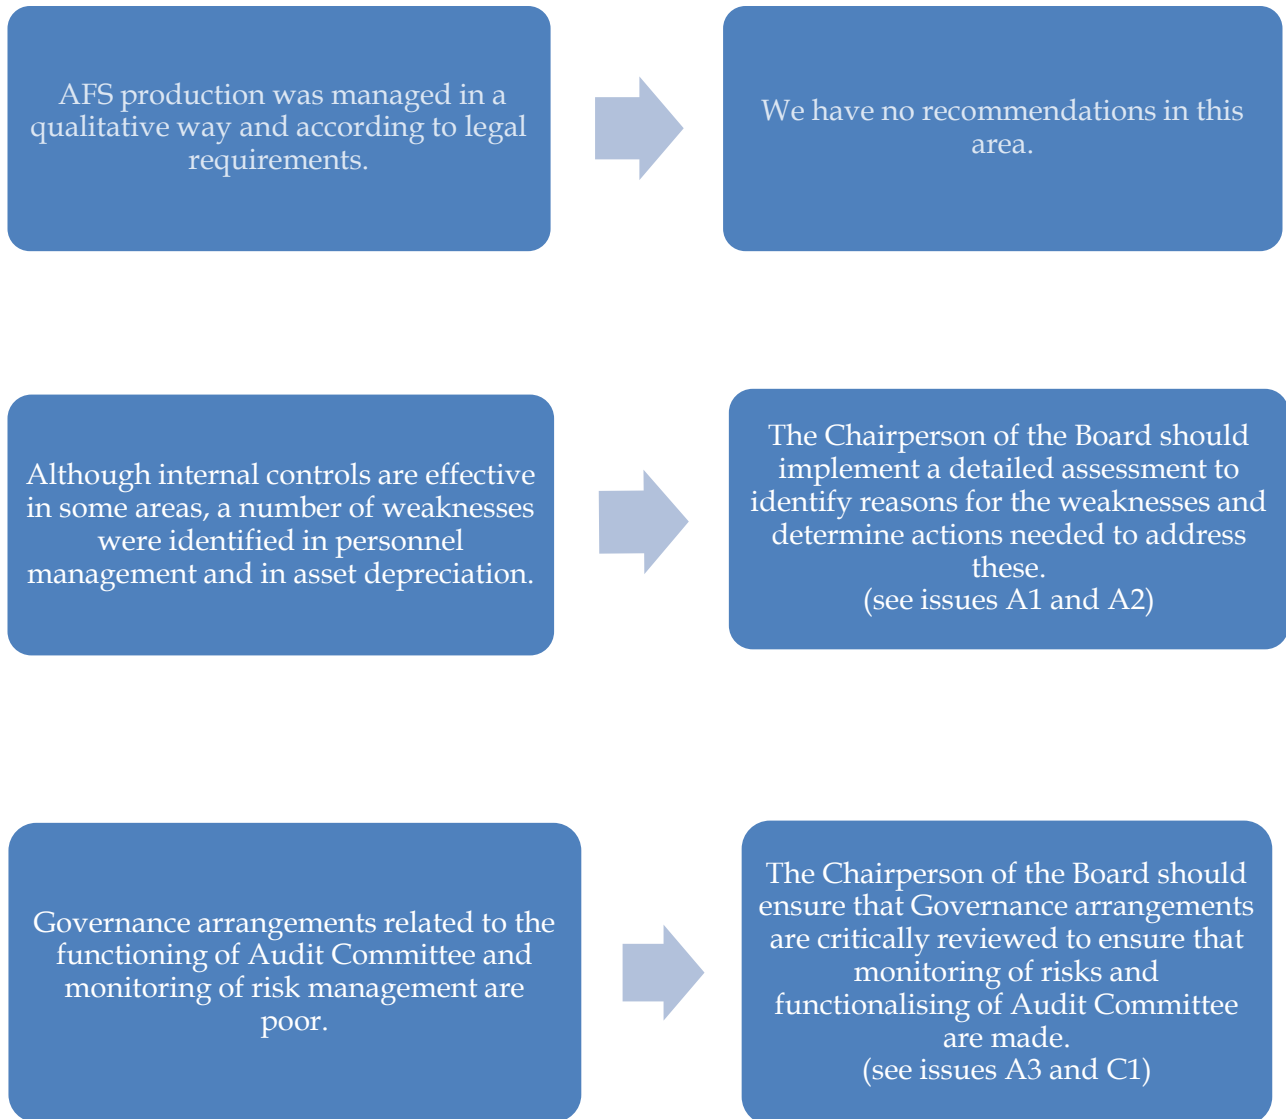 AFS production was managed in a
qualitative way and according to legal
requirements.
We have no recommendations in this
area.
Although internal controls are effective
in some areas, a number of weaknesses
were identified in personnel
management and in asset depreciation.
The Chairperson of the Board should
implement a detailed assessment to
identify reasons for the weaknesses and
determine actions needed to address
these.
(see issues A1 and A2)
Governance arrangements related to the
functioning of Audit Committee and
monitoring of risk management are
poor.
The Chairperson of the Board should
ensure that Governance arrangements
are critically reviewed to ensure that
monitoring of risks and
functionalising of Audit Committee
are made.
(see issues A3 and C1)